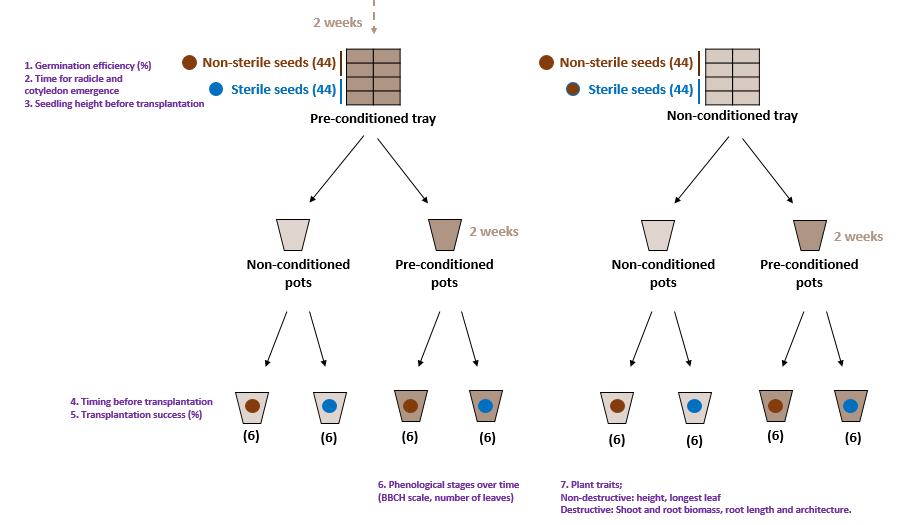 2 weeks
1. Germination efficiency (%)
2. Time for radicle and
cotyledon emergence
3. Seedling height before transplantation
Non-sterile seeds (44)
Sterile seeds (44)
Pre-conditioned tray
Non-sterile seeds (44)
Sterile seeds (44)
Non-conditioned tray
2 weeks
2 weeks
Non-conditioned
pots
Pre-conditioned
pots
Non-conditioned
pots
Pre-conditioned
pots
4. Timing before transplantation
5. Transplantation success (%)
(6)
(6)
(6)
(6)
(6)
(6)
(6)
(6)
6. Phenological stages over time
(BBCH scale, number of leaves)
7. Plant traits;
Non-destructive: height, longest leaf
Destructive: Shoot and root biomass, root length and architecture.